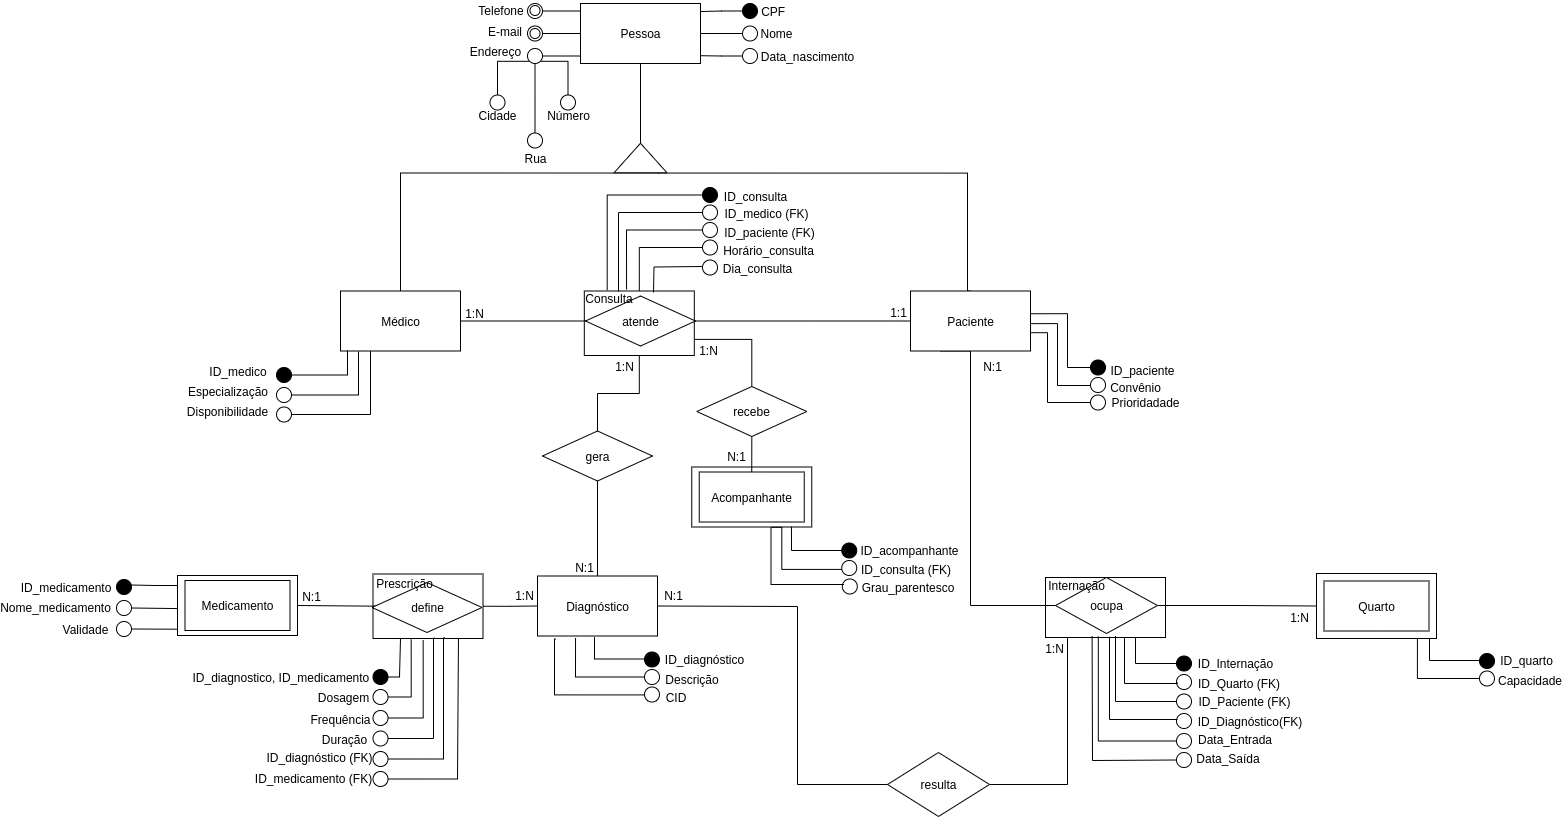 Telefone
CPF
E-mail
Pessoa
Nome
Endereço
Data_nascimento
Cidade
Número
Rua
ID_consulta
ID_medico (FK)
ID_paciente (FK)
Horário_consulta
Dia_consulta
Consulta
Médico
1:N
atende
1:1
Paciente
1:N
1:N
N:1
ID_medico
Especialização
Disponibilidade
ID_paciente
Convênio
Prioridadade
recebe
gera
N:1
Acompanhante
ID_acompanhante
ID_consulta (FK)
Grau_parentesco
N:1
ID_medicamento
Nome_medicamento
Validade
Medicamento
N:1
Prescrição
define
1:N
Diagnóstico
N:1
Internação
ocupa
1:N
Quarto
1:N
ID_diagnostico, ID_medicamento
Dosagem
Frequência
Duração
ID_diagnóstico (FK)
ID_medicamento (FK)
ID_diagnóstico
Descrição
CID
ID_Internação
ID_Quarto (FK)
ID_Paciente (FK)
ID_Diagnóstico(FK)
Data_Entrada
Data_Saída
ID_quarto
Capacidade
resulta